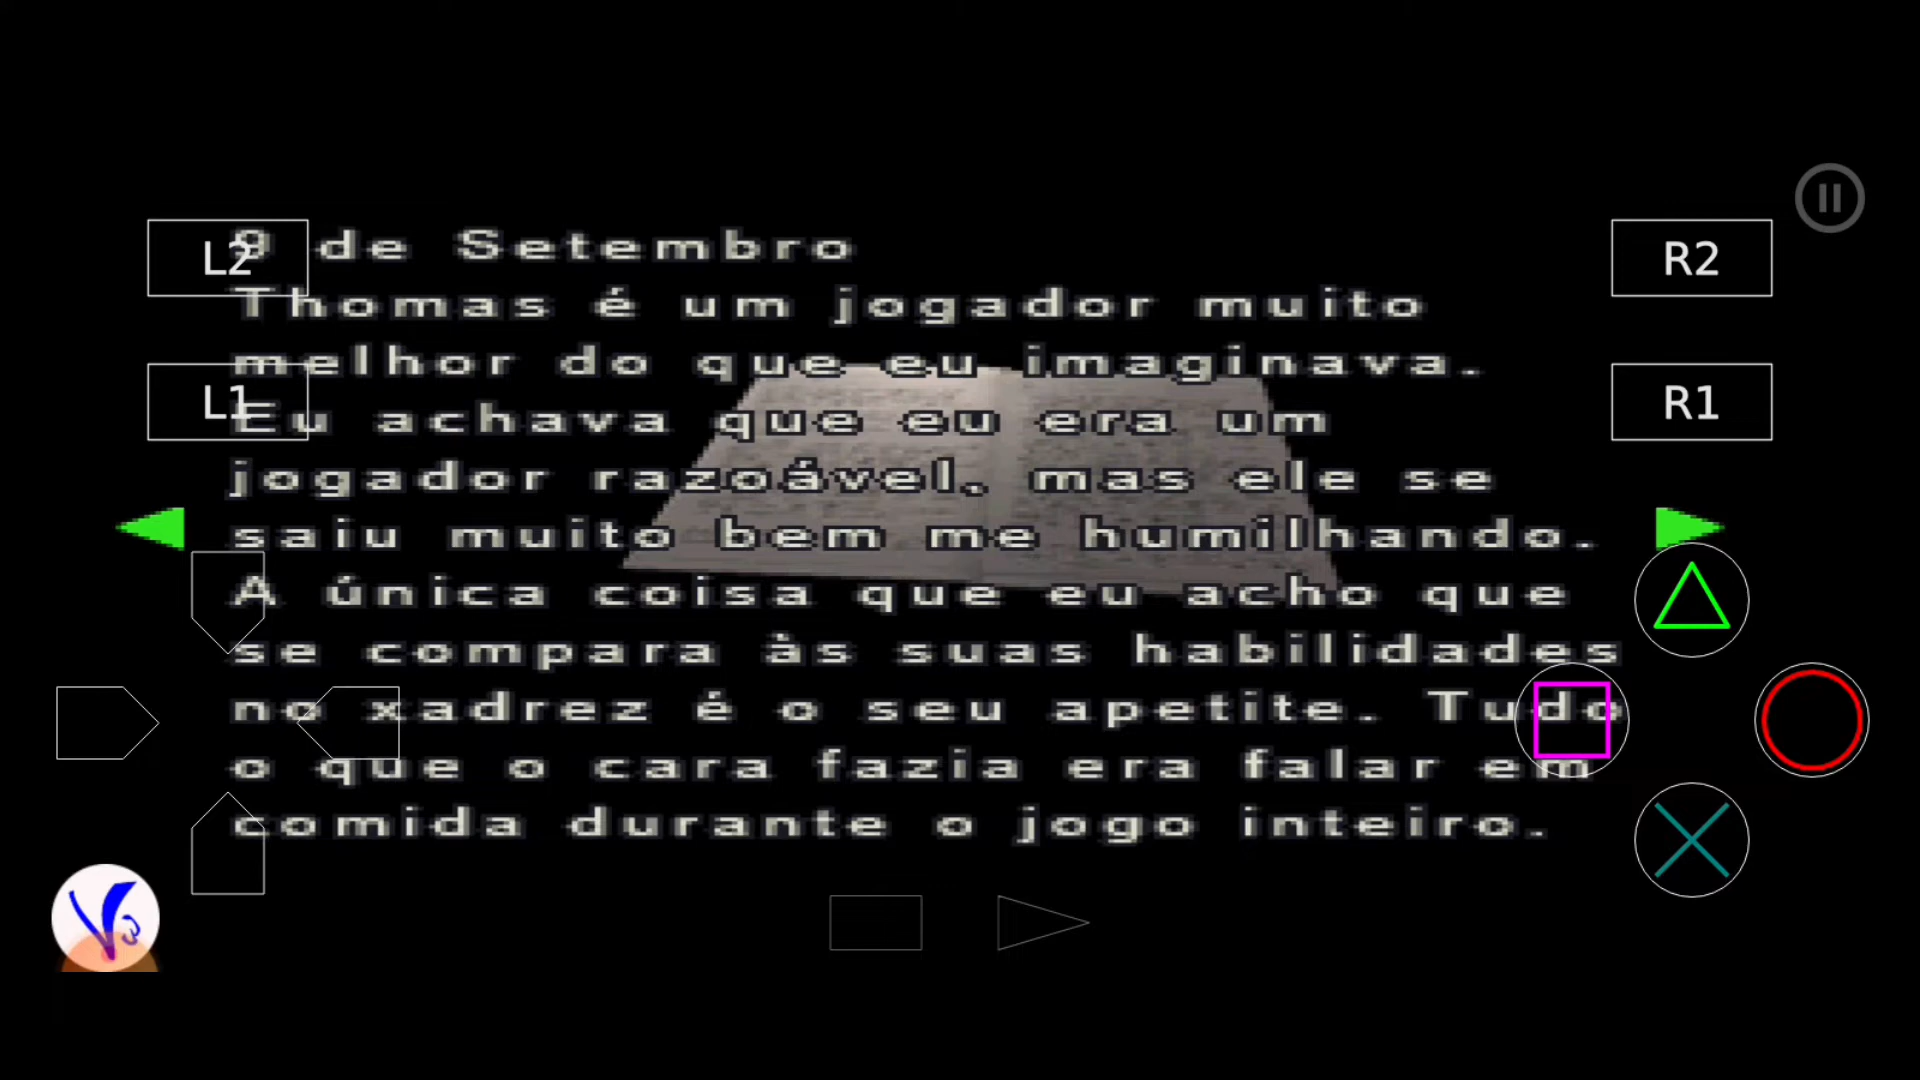 9 de Setembro
Thomas é um jogador muito
melhor do que eu imaginava.
Eu achava que eu era um
jogador razoável, mas ele se
saiu muito bem me humilhando.
A única coisa que eu acho que
se compara às suas habilidades
no xadrez é o seu apetite. Tudo
o que o cara fazia era falar em
comida durante o jogo inteiro.
L2
L1
R2
R1